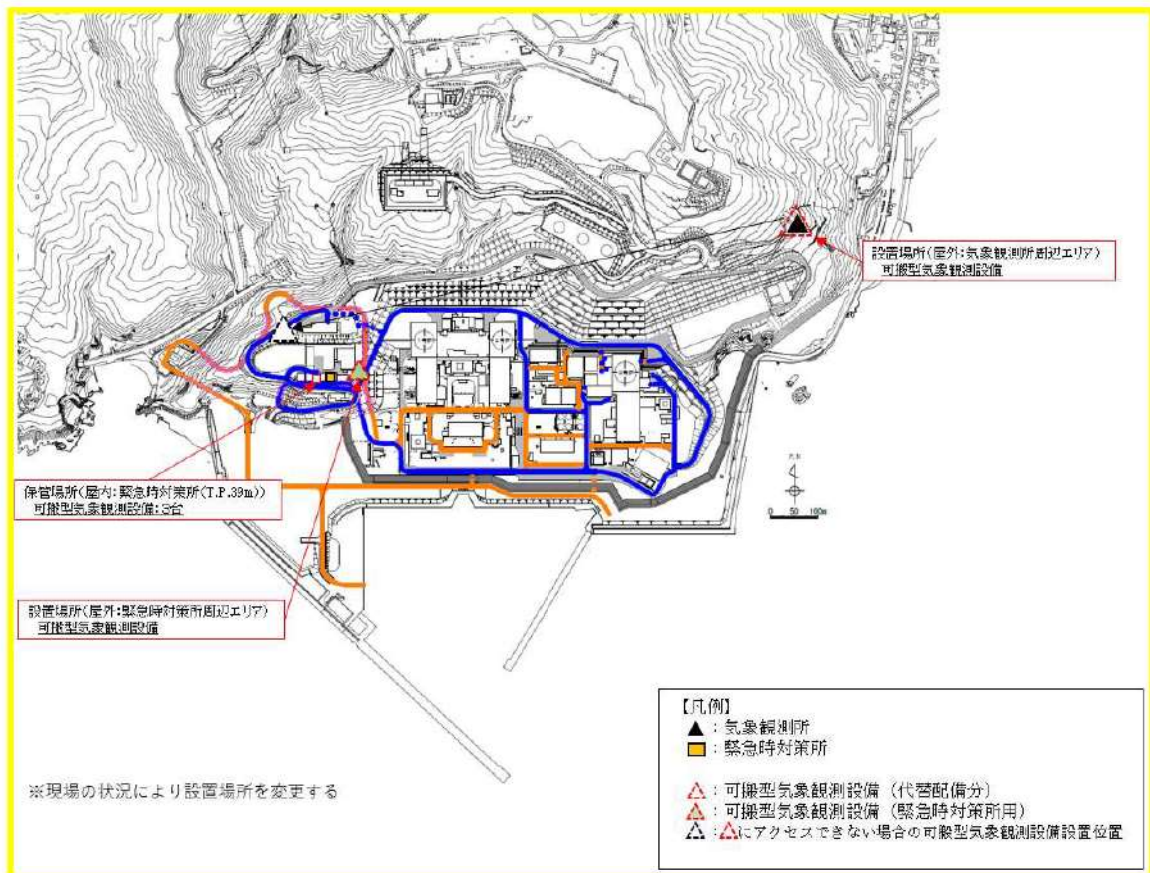 設置場所(屋外:気象観測所周辺エリア)
可搬型気象観測設備
保管場所(屋内:緊急時対策所(T.P.39m))
可搬型気象観測設備:3台
0 50 100m
設置場所(屋外:緊急時対策所周辺エリア)
可搬型気象観測設備
【凡例】
▲:気象観測所
:緊急時対策所
△:可搬型気象観測設備(代替配備分)
△:可搬型気象観測設備(緊急時対策所用)
△:△にアクセスできない場合の可搬型気象観測設備設置位置
※現場の状況により設置場所を変更する